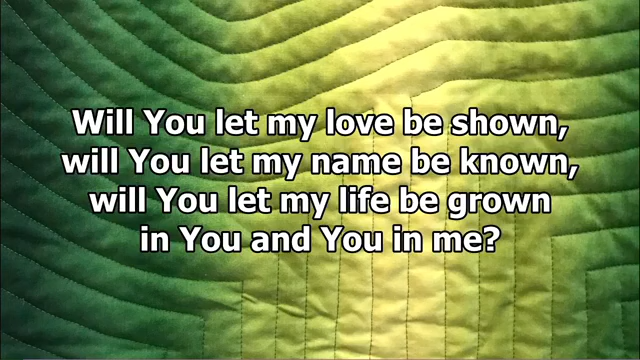 Will You let my love be shown,
will You let my name be known,
will You let my life be grown
in You and You in me?